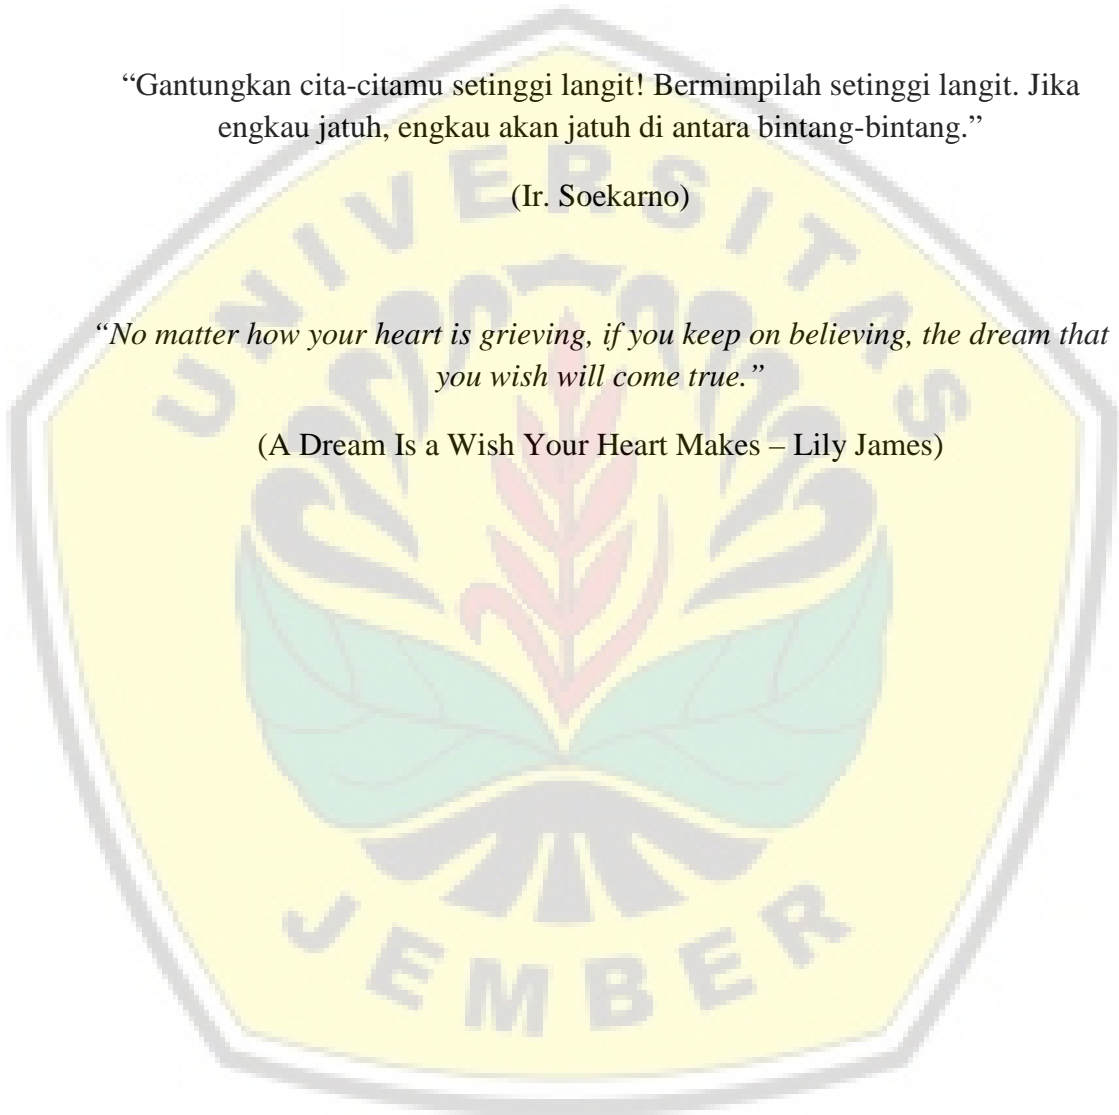 “Gantungkan cita-citamu setinggi langit! Bermimpilah setinggi langit. Jika
engkau jatuh, engkau akan jatuh di antara bintang-bintang.”
(Ir. Soekarno)
UNIVERSITAS
“No matter how your heart is grieving, if you keep on believing, the dream that
you wish will come true.”
(A Dream Is a Wish Your Heart Makes – Lily James)
JEMBER